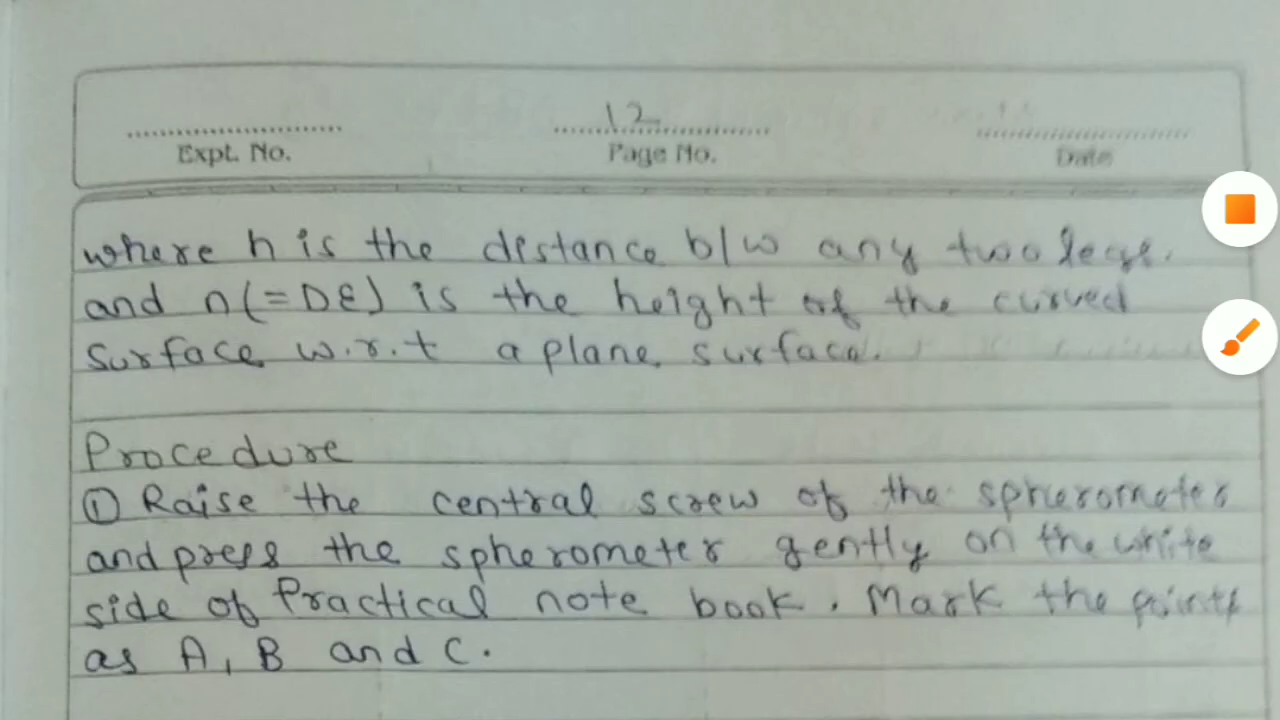 12
Expt. No.
Page No.
Date
where h is the distance b/w any two legs.
and n(=DE) is the height of the curved
surface w.r.t a plane surface.
Procedure
① Raise the central screw of the spherometer
and press the spherometer gently on the white
side of Practical note book. Mark the points
as A, B and C.